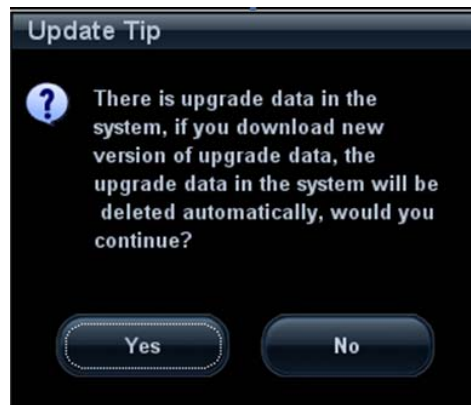 Update Tip
There is upgrade data in the
system, if you download new
version of upgrade data, the
upgrade data in the system will be
deleted automatically, would you
continue?
Yes
No